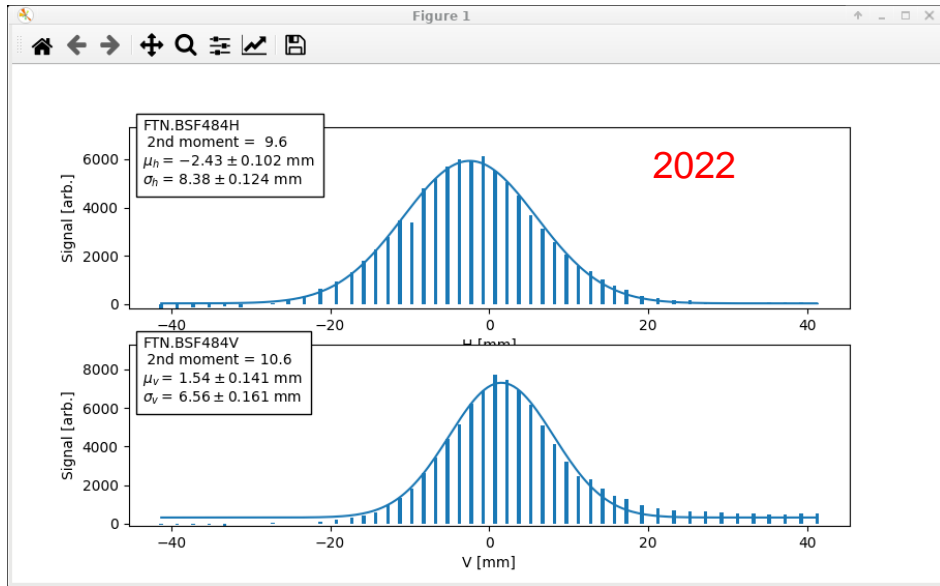 Figure 1
FTN.BSF484H
2nd moment = 9.6
μₕ = −2.43 ± 0.102 mm
σₕ = 8.38 ± 0.124 mm
2022
Signal [arb.]
6000
4000
2000
0
−40
−20
0
20
40
H [mm]
FTN.BSF484V
2nd moment = 10.6
μᵥ = 1.54 ± 0.141 mm
σᵥ = 6.56 ± 0.161 mm
Signal [arb.]
8000
6000
4000
2000
0
−40
−20
0
20
40
V [mm]